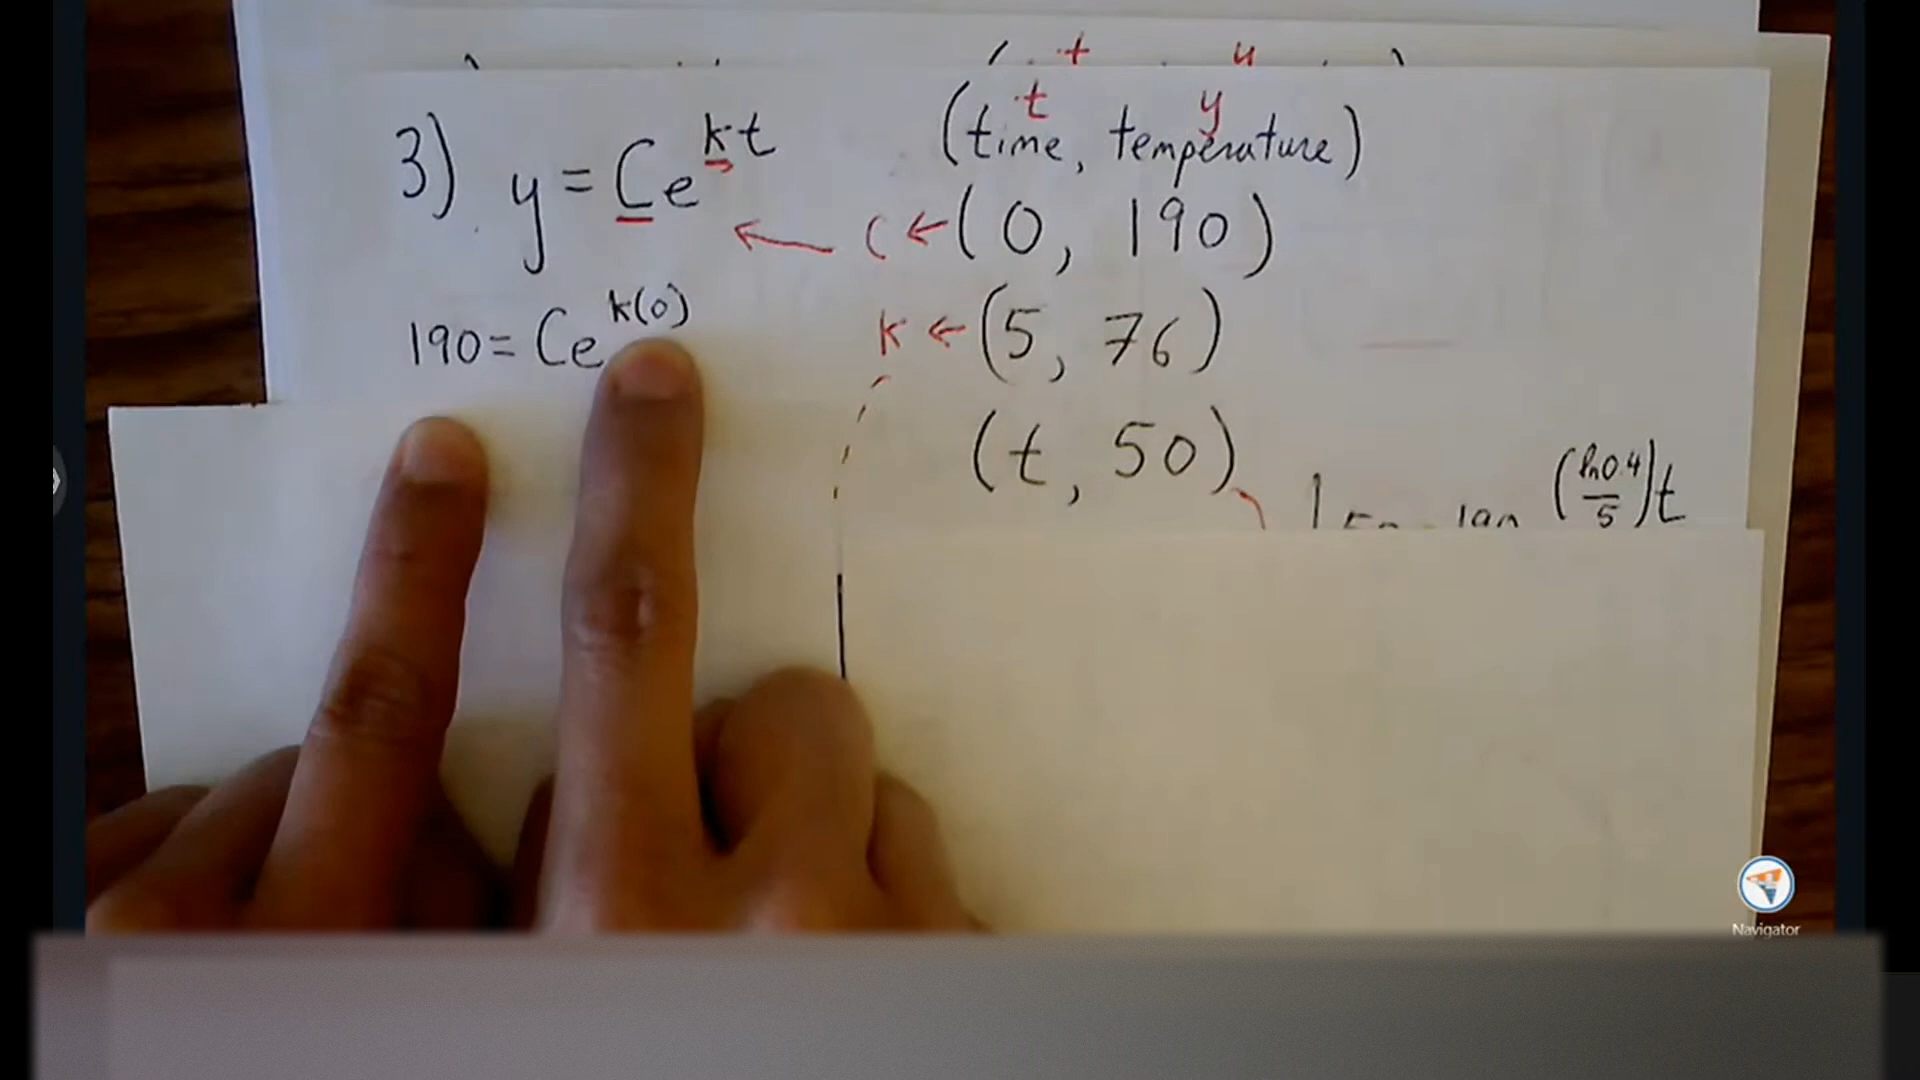 t y
t y
3) y = Ce^{kt} (time, temperature)
C ← (0, 190)
190 = Ce^{k(0)} k ← (5, 76)
(t, 50)
(ln0.4/5)t
Navigator